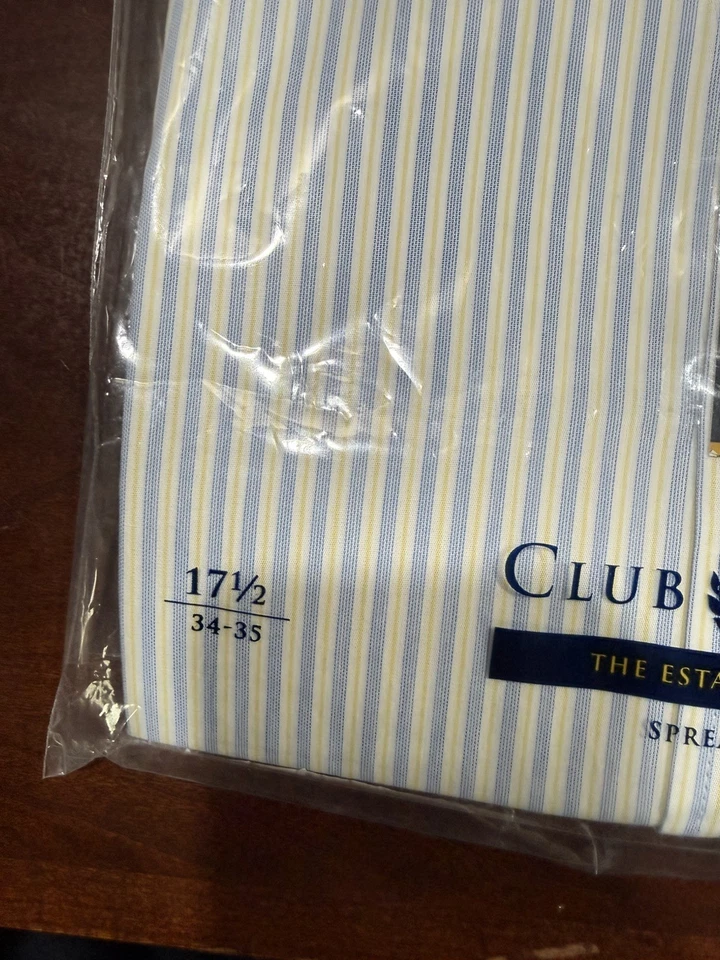 17½
34-35
CLUB
THE ESTA
SPREA